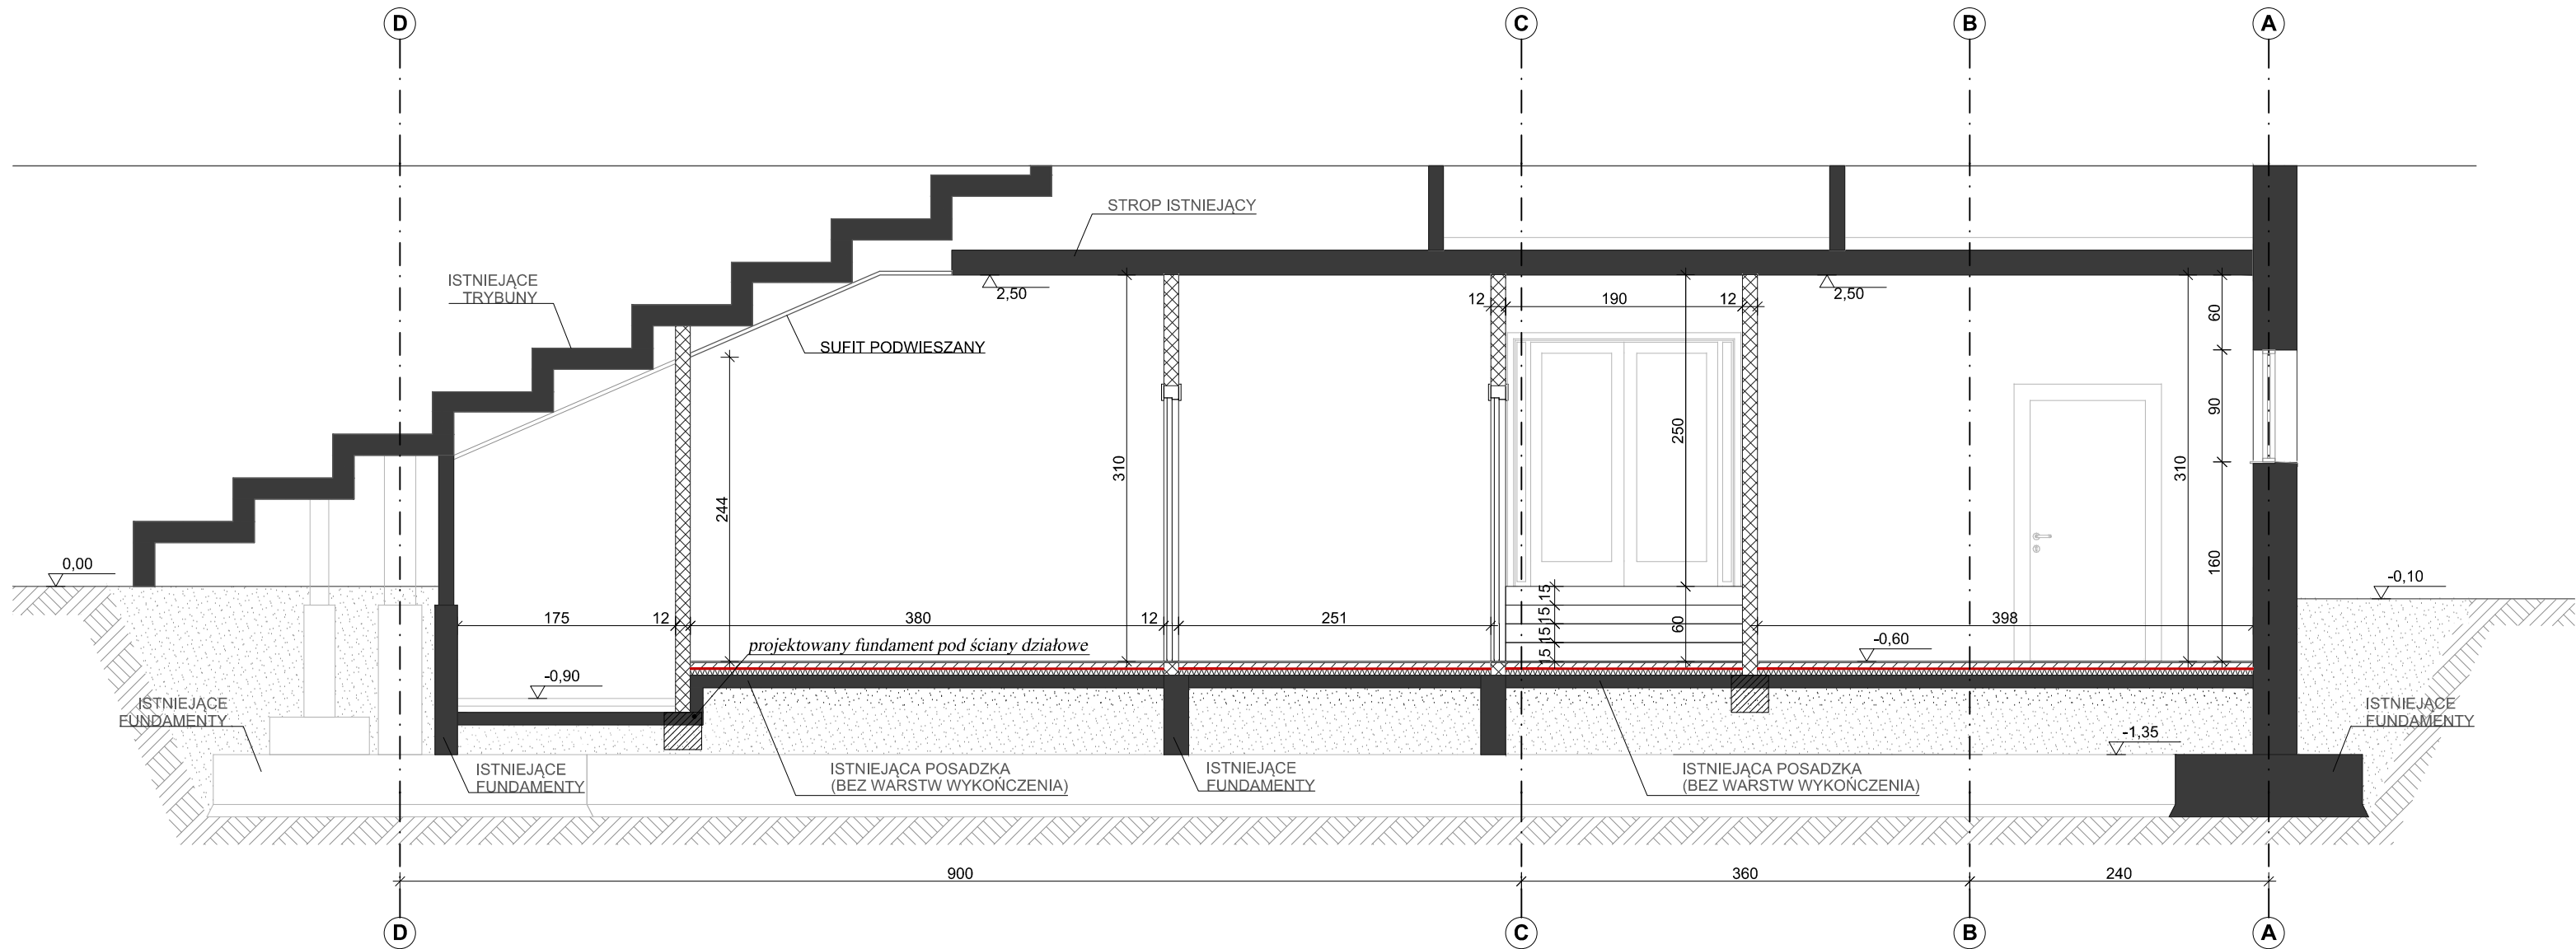 D
C
B
A
STROP ISTNIEJĄCY
ISTNIEJĄCE
TRYBUNY
SUFIT PODWIESZANY
2,50
12
190
12
2,50
60
90
160
310
250
60
310
244
15
15
15
15
0,00
-0,10
175
12
380
12
251
398
projektowany fundament pod ściany działowe
-0,60
-0,90
-1,35
ISTNIEJĄCE
FUNDAMENTY
ISTNIEJĄCE
FUNDAMENTY
ISTNIEJĄCA POSADZKA
(BEZ WARSTW WYKOŃCZENIA)
ISTNIEJĄCE
FUNDAMENTY
ISTNIEJĄCA POSADZKA
(BEZ WARSTW WYKOŃCZENIA)
ISTNIEJĄCE
FUNDAMENTY
900
360
240
D
C
B
A